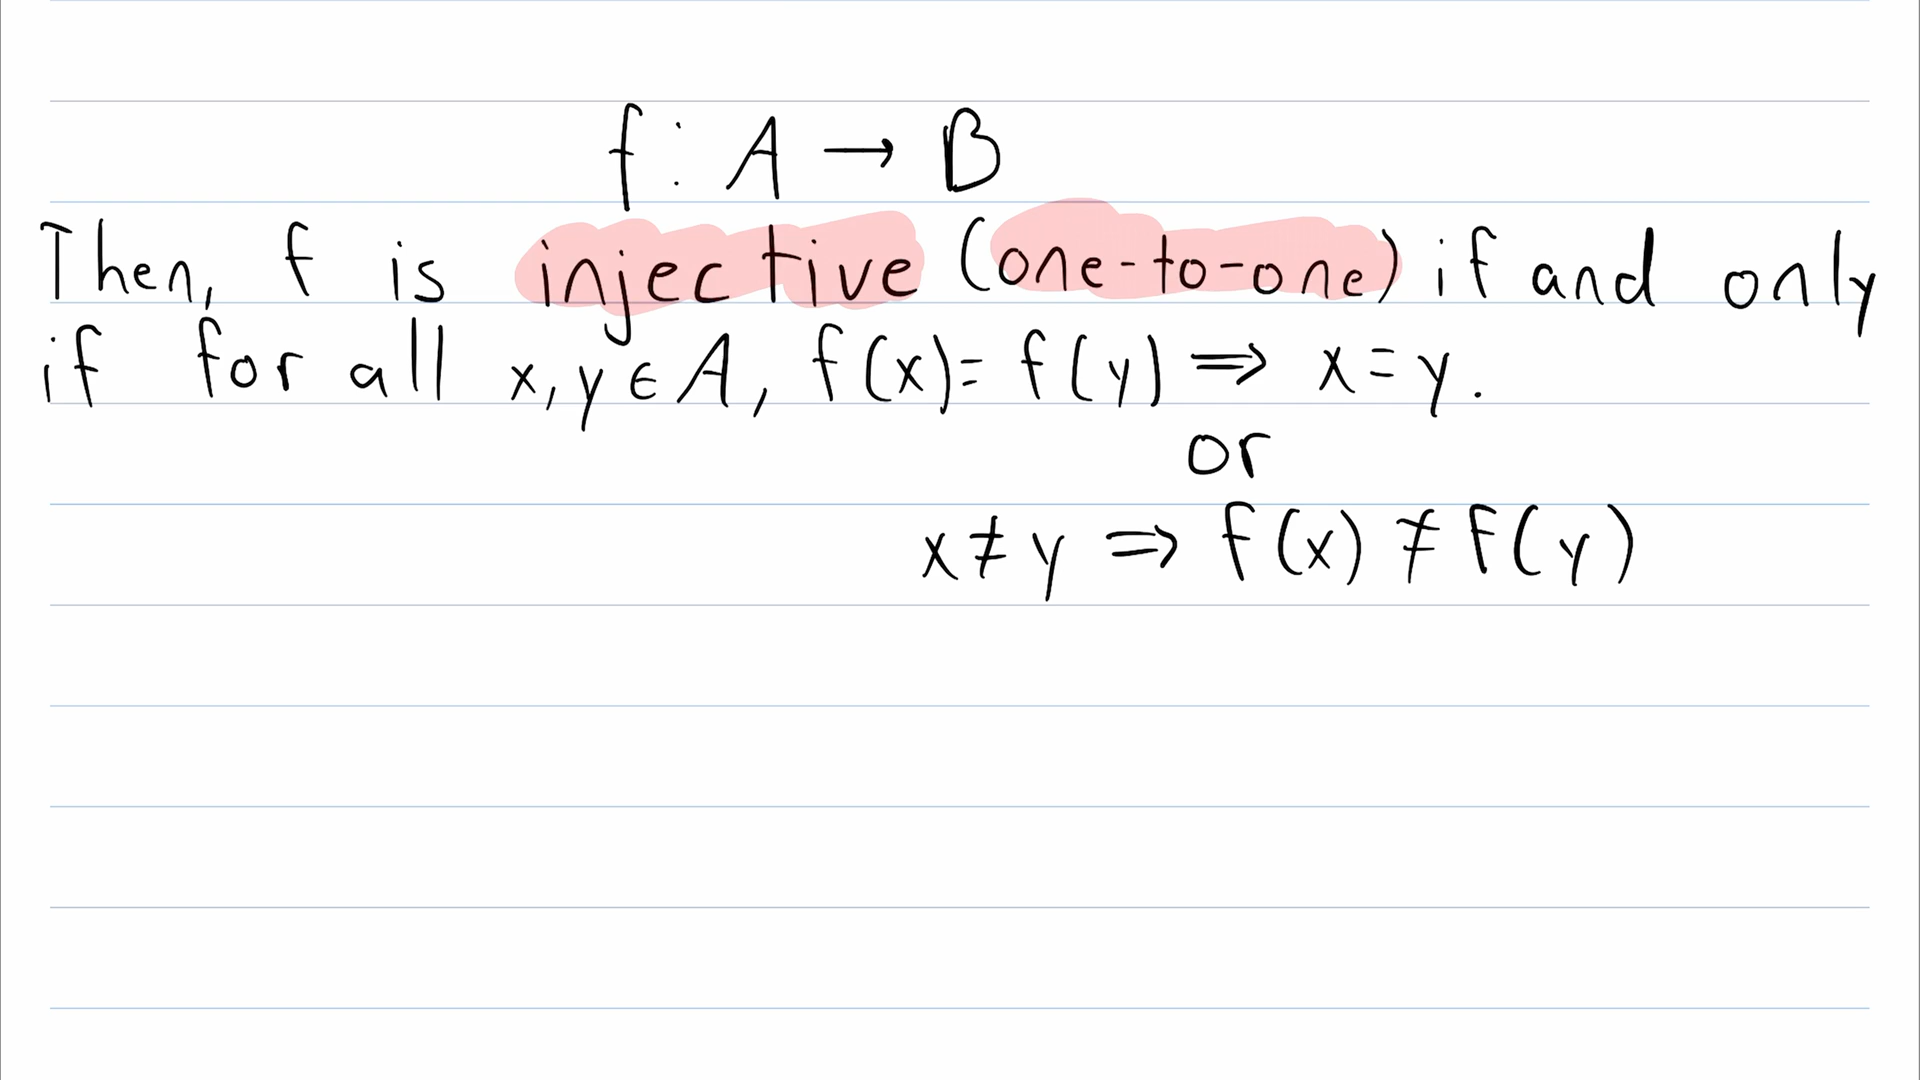 f: A → B
Then, f is injective (one-to-one) if and only
if for all x, y ∈ A, f(x) = f(y) ⟹ x = y.
or
x ≠ y ⟹ f(x) ≠ f(y)